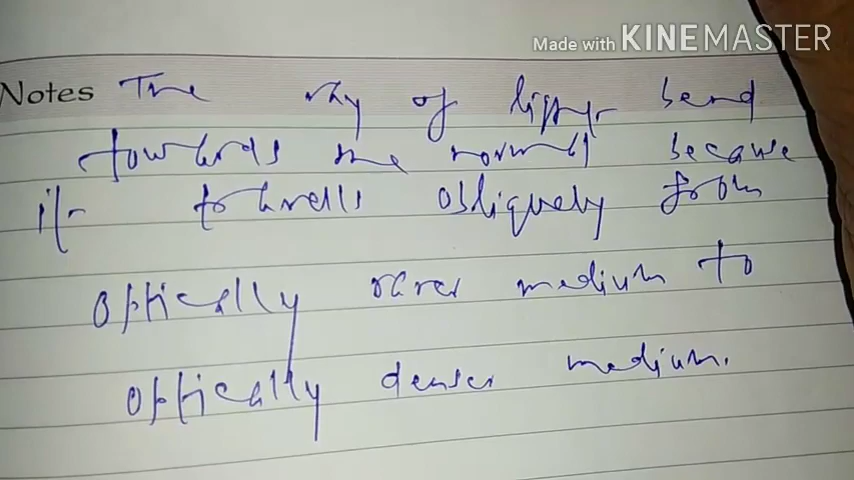 Made with KINEMASTER
Notes The ray of light bend
towards the normal because
it travells obliquely from
optically rarer medium to
optically denser medium.